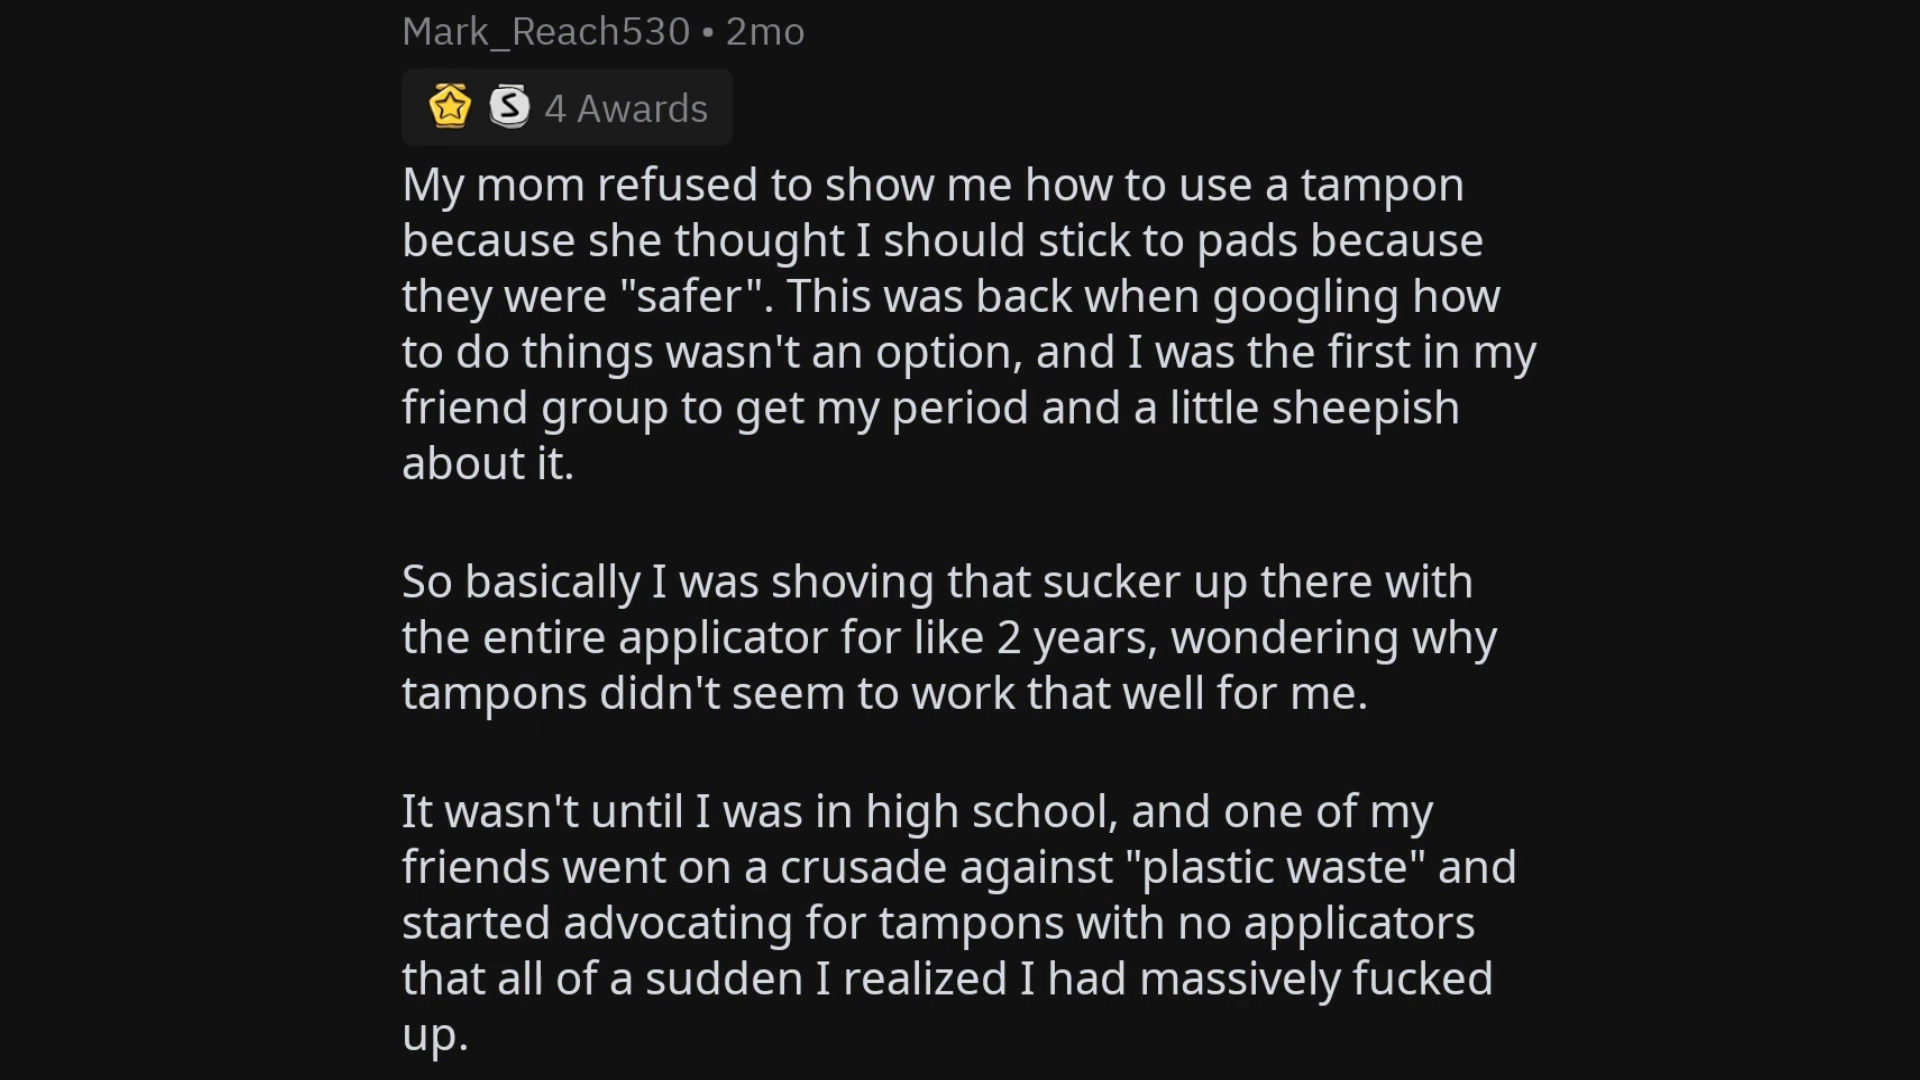 Mark_Reach530 • 2mo
4 Awards
My mom refused to show me how to use a tampon
because she thought I should stick to pads because
they were "safer". This was back when googling how
to do things wasn't an option, and I was the first in my
friend group to get my period and a little sheepish
about it.
So basically I was shoving that sucker up there with
the entire applicator for like 2 years, wondering why
tampons didn't seem to work that well for me.
It wasn't until I was in high school, and one of my
friends went on a crusade against "plastic waste" and
started advocating for tampons with no applicators
that all of a sudden I realized I had massively fucked
up.